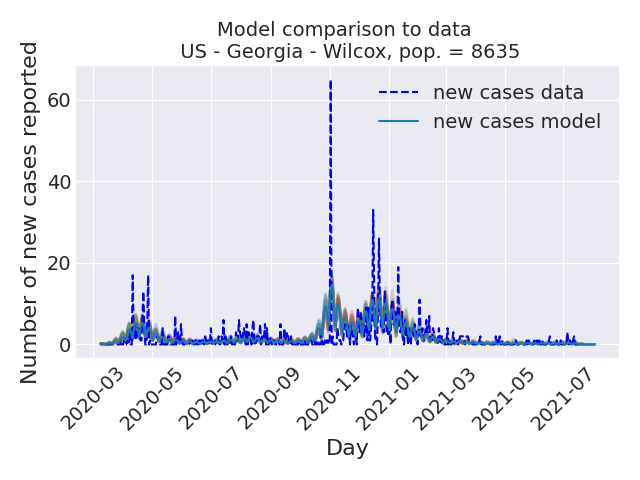 Model comparison to data
US - Georgia - Wilcox, pop. = 8635
Number of new cases reported
60
40
20
0
new cases data
new cases model
2020-03
2020-05
2020-07
2020-09
2020-11
2021-01
2021-03
2021-05
2021-07
Day